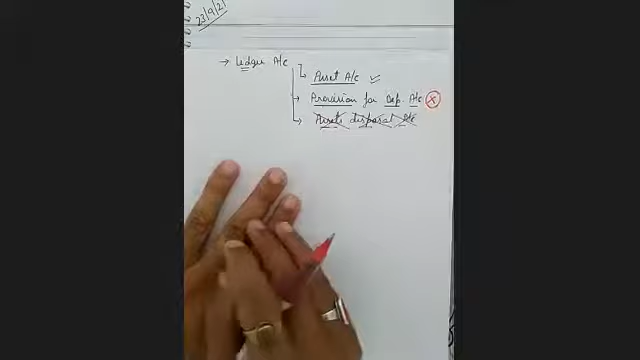 23/9/21
→ Ledger A/c
Asset A/c ✓
→ Provision for Dep. A/c ⓧ
→ Assets disposal A/c